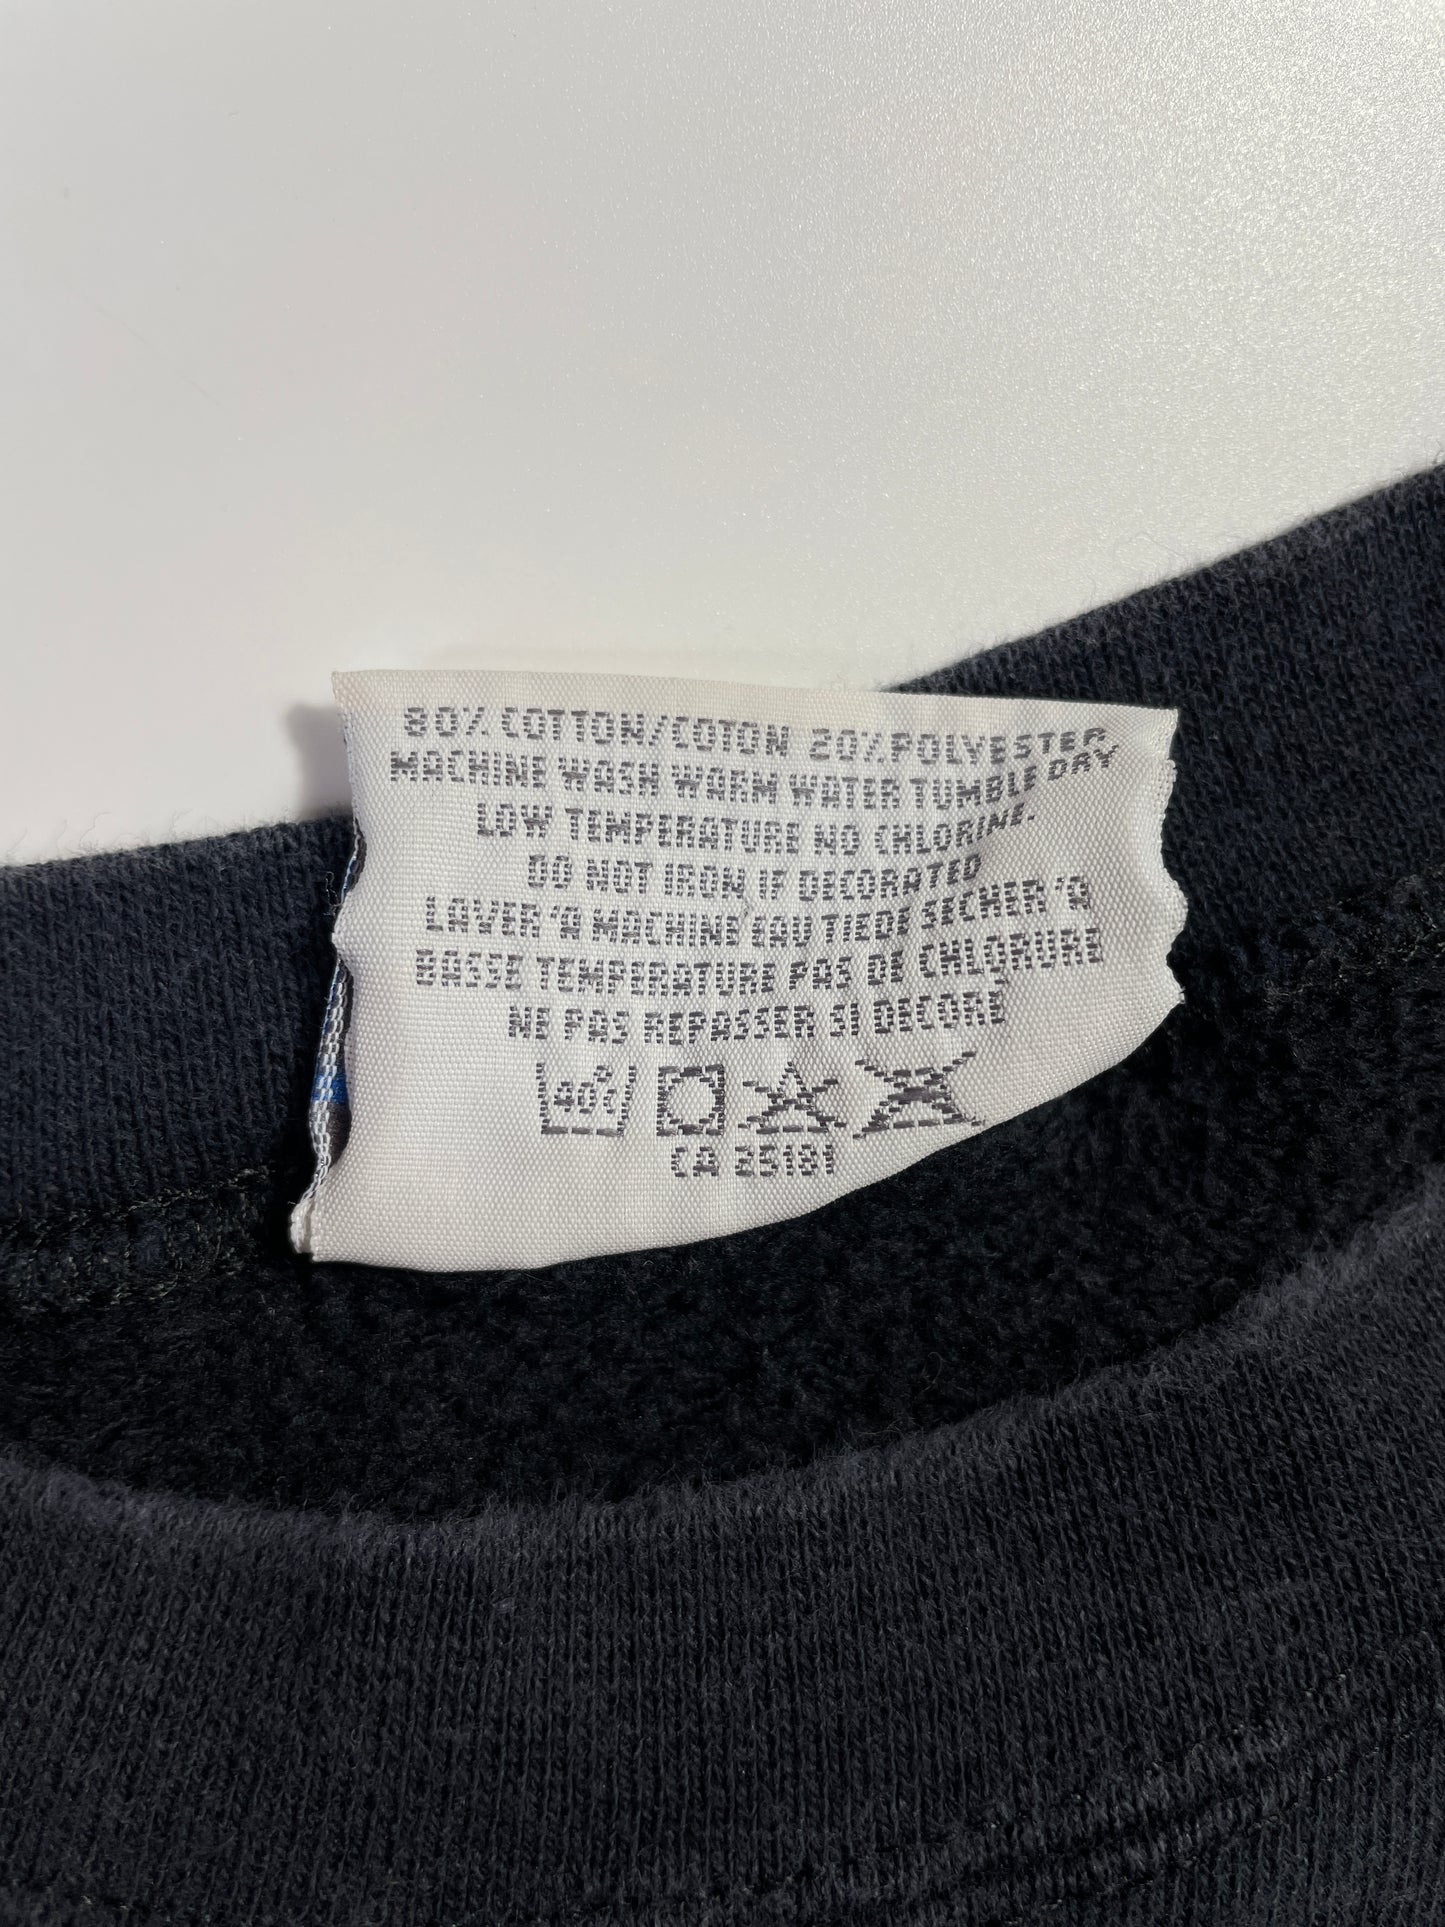 80% COTTON/COTON 20% POLYESTER,
MACHINE WASH WARM WATER TUMBLE DRY
LOW TEMPERATURE NO CHLORINE.
DO NOT IRON IF DECORATED
LAVER 'A MACHINE EAU TIEDE SECHER 'A
BASSE TEMPERATURE PAS DE CHLORURE
NE PAS REPASSER SI DECORE,
40°c
CA 25181